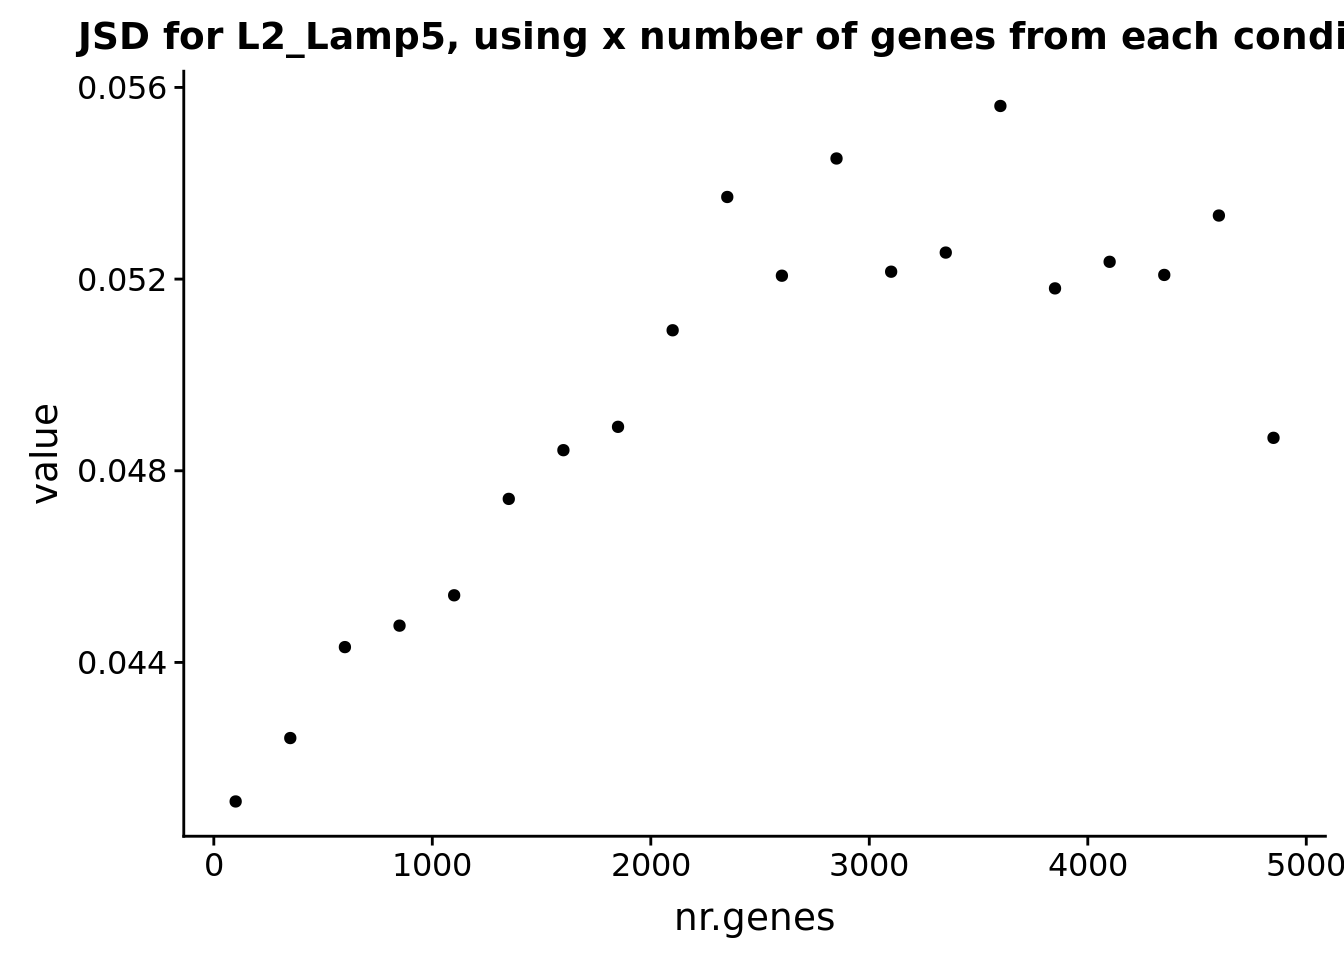 JSD for L2_Lamp5, using x number of genes from each condi
0.056
0.052
0.048
0.044
value
0 1000 2000 3000 4000 5000
nr.genes